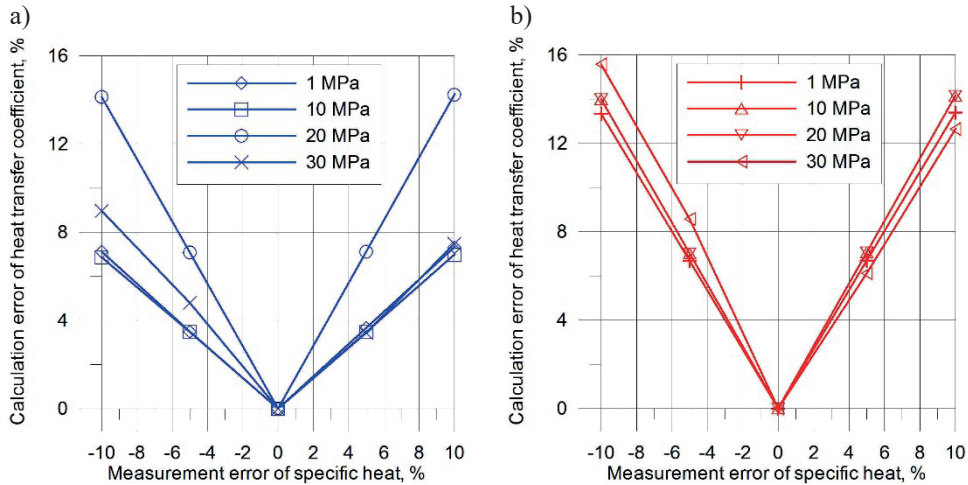 a)
Calculation error of heat transfer coefficient, %
16
12
8
4
0
1 MPa
10 MPa
20 MPa
30 MPa
-10 -8 -6 -4 -2 0 2 4 6 8 10
Measurement error of specific heat, %
b)
Calculation error of heat transfer coefficient, %
16
12
8
4
0
1 MPa
10 MPa
20 MPa
30 MPa
-10 -8 -6 -4 -2 0 2 4 6 8 10
Measurement error of specific heat, %